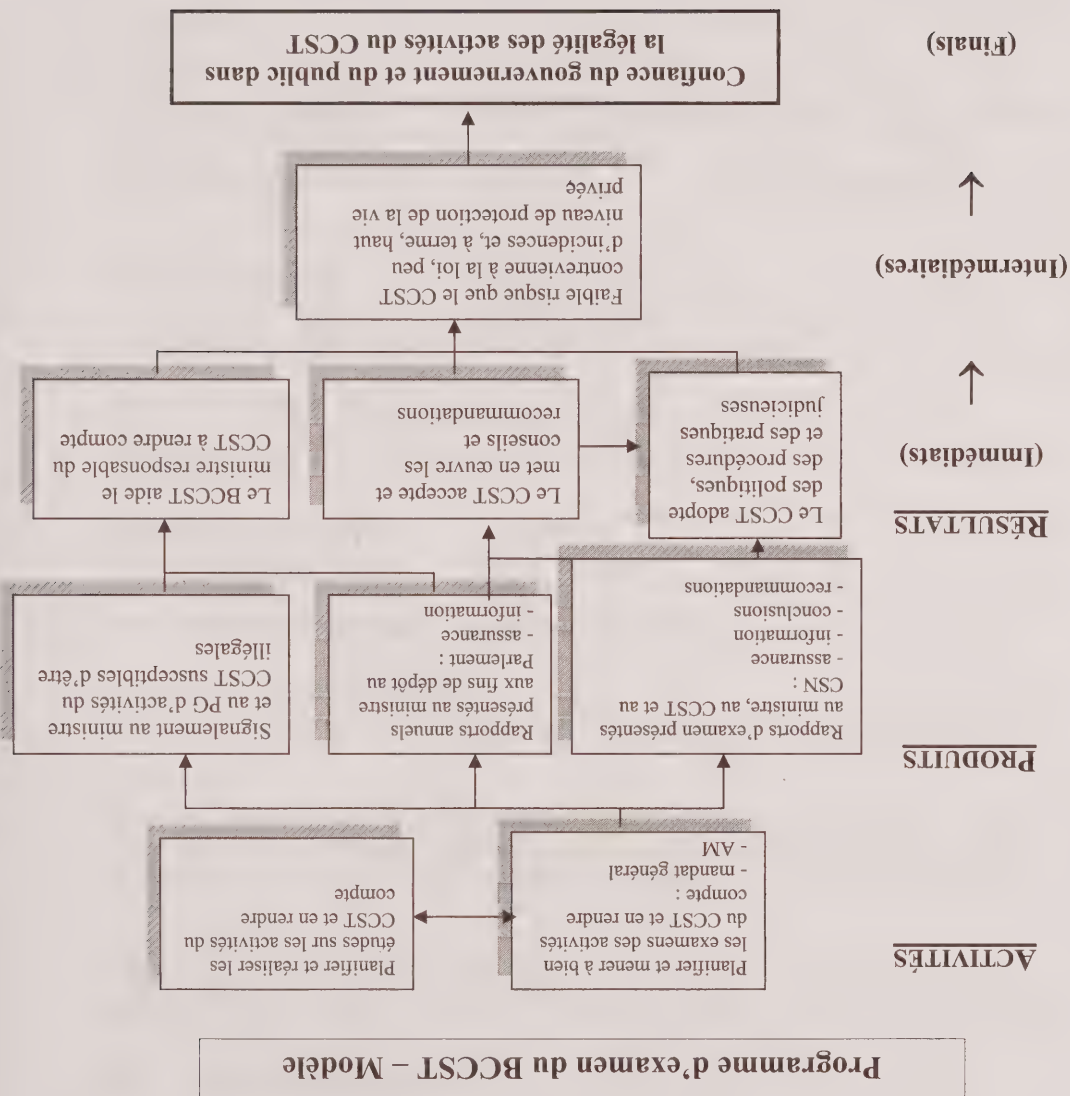 Programme d'examen du BCCST – Modèle
ACTIVITÉS
Planifier et mener à bien
les examens des activités
du CCST et en rendre
compte :
- mandat général
- AM
Planifier et réaliser les
études sur les activités du
CCST et en rendre
compte
PRODUITS
Rapports d'examen présentés
au ministre, au CCST et au
CSN :
- assurance
- information
- conclusions
- recommandations
Rapports annuels
présentés au ministre
aux fins de dépôt au
Parlement :
- assurance
- information
Signalement au ministre
et au PG d'activités du
CCST susceptibles d'être
illégales
RÉSULTATS
(Immédiats)
Le CCST adopte
des politiques,
des procédures
et des pratiques
judicieuses
Le CCST accepte et
met en œuvre les
conseils et
recommandations
Le BCCST aide le
ministre responsable du
CCST à rendre compte
(Intermédiaires)
Faible risque que le CCST
contrevienne à la loi, peu
d'incidences et, à terme, haut
niveau de protection de la vie
privée
(Finals)
Confiance du gouvernement et du public dans
la légalité des activités du CCST